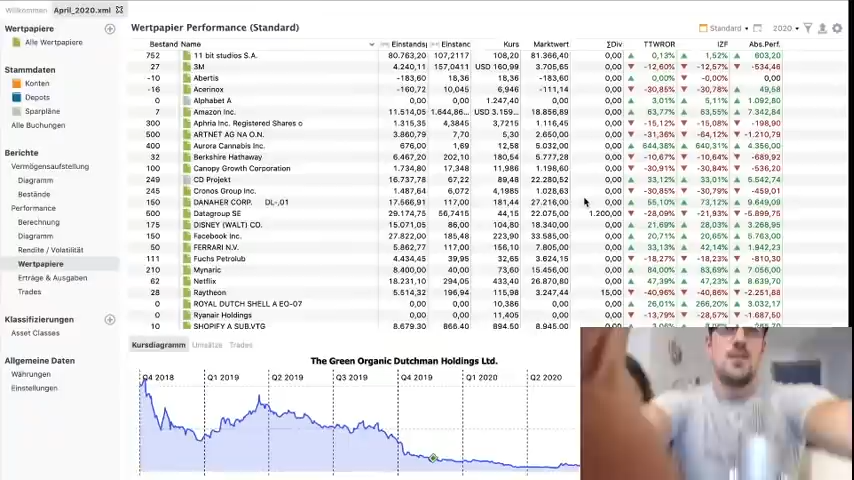 Willkommen April_2020.xml
Wertpapiere
Alle Wertpapiere
Stammdaten
Konten
Depots
Sparpläne
Alle Buchungen
Berichte
Vermögensaufstellung
Diagramm
Bestände
Performance
Berechnung
Diagramm
Rendite / Volatilität
Wertpapiere
Erträge & Ausgaben
Trades
Klassifizierungen
Asset Classes
Allgemeine Daten
Währungen
Einstellungen
Wertpapier Performance (Standard)
Standard 2020
Bestand Name Einstands Einstanc Kurs Marktwert ΣDiv TTWROR IZF Abs.Perf.
752 11 bit studios S.A. 80.763,20 107,2117 108,20 81.366,40 0,00 0,13% 1,52% 603,20
27 3M 4.240,11 157,0411 USD 160,99 3.705,65 0,00 -12,60% -12,57% -534,46
-10 Abertis -183,60 18,36 18,36 -183,60 0,00 0,00% -0,00% 0,00
-16 Acerinox -160,72 10,045 6,946 -111,14 0,00 -30,85% -30,78% 49,58
0 Alphabet A 0,00 1.247,40 0,00 0,00 3,01% 5,11% 1.092,80
7 Amazon Inc. 11.514,05 1.644,86... USD 3.159... 18.856,89 0,00 63,77% 63,55% 7.342,84
300 Aphria Inc. Registered Shares o 1.315,35 4,3845 3,7215 1.116,45 0,00 -15,12% -15,08% -198,90
500 ARTNET AG NA O.N. 3.860,79 7,70 5,30 2.650,00 0,00 -31,36% -64,12% -1.210,79
400 Aurora Cannabis Inc. 676,00 1,69 12,58 5.032,00 0,00 644,38% 640,31% 4.356,00
32 Berkshire Hathaway 6.467,20 202,10 180,54 5.777,28 0,00 -10,67% -10,64% -689,92
100 Canopy Growth Corporation 1.734,80 17,348 11,986 1.198,60 0,00 -30,91% -30,84% -536,20
249 CD Projekt 16.737,78 67,22 89,48 22.280,52 0,00 33,12% 33,01% 5.542,74
245 Cronos Group Inc. 1.487,64 6,072 4,1985 1.028,63 0,00 -30,85% -30,79% -459,01
150 DANAHER CORP. DL-,01 17.566,91 117,11 181,44 27.216,00 0,00 55,10% 73,12% 9.649,09
500 Datagroup SE 29.174,75 56,7415 44,15 22.075,00 1.200,00 -28,09% -21,93% -5.899,75
175 DISNEY (WALT) CO. 15.071,05 86,00 104,80 18.340,00 0,00 21,69% 28,03% 3.268,95
150 Facebook Inc. 27.822,00 185,48 223,90 33.585,00 0,00 20,71% 20,66% 5.763,00
50 FERRARI N.V. 5.862,77 117,00 156,10 7.805,00 0,00 33,13% 42,14% 1.942,23
111 Fuchs Petrolub 4.434,45 39,95 32,65 3.624,15 0,00 -18,27% -18,23% -810,30
210 Mynaric 8.400,00 40,00 73,60 15.456,00 0,00 84,00% 83,69% 7.056,00
62 Netflix 18.231,10 294,05 433,40 26.870,80 0,00 47,39% 47,23% 8.639,70
28 Raytheon 5.514,32 196,94 115,98 3.247,44 15,00 -40,96% -40,86% -2.251,88
0 ROYAL DUTCH SHELL A EO-07 0,00 10,386 0,00 0,00 26,01% 266,20% 3.032,17
0 Ryanair Holdings 0,00 11,405 0,00 0,00 -13,79% -28,57% -1.687,50
10 SHOPIFY A SUB.VTG 8.679,30 866,40 894,50 8.945,00 0,00
Kursdiagramm Umsätze Trades
The Green Organic Dutchman Holdings Ltd.
Q4 2018 Q1 2019 Q2 2019 Q3 2019 Q4 2019 Q1 2020 Q2 2020